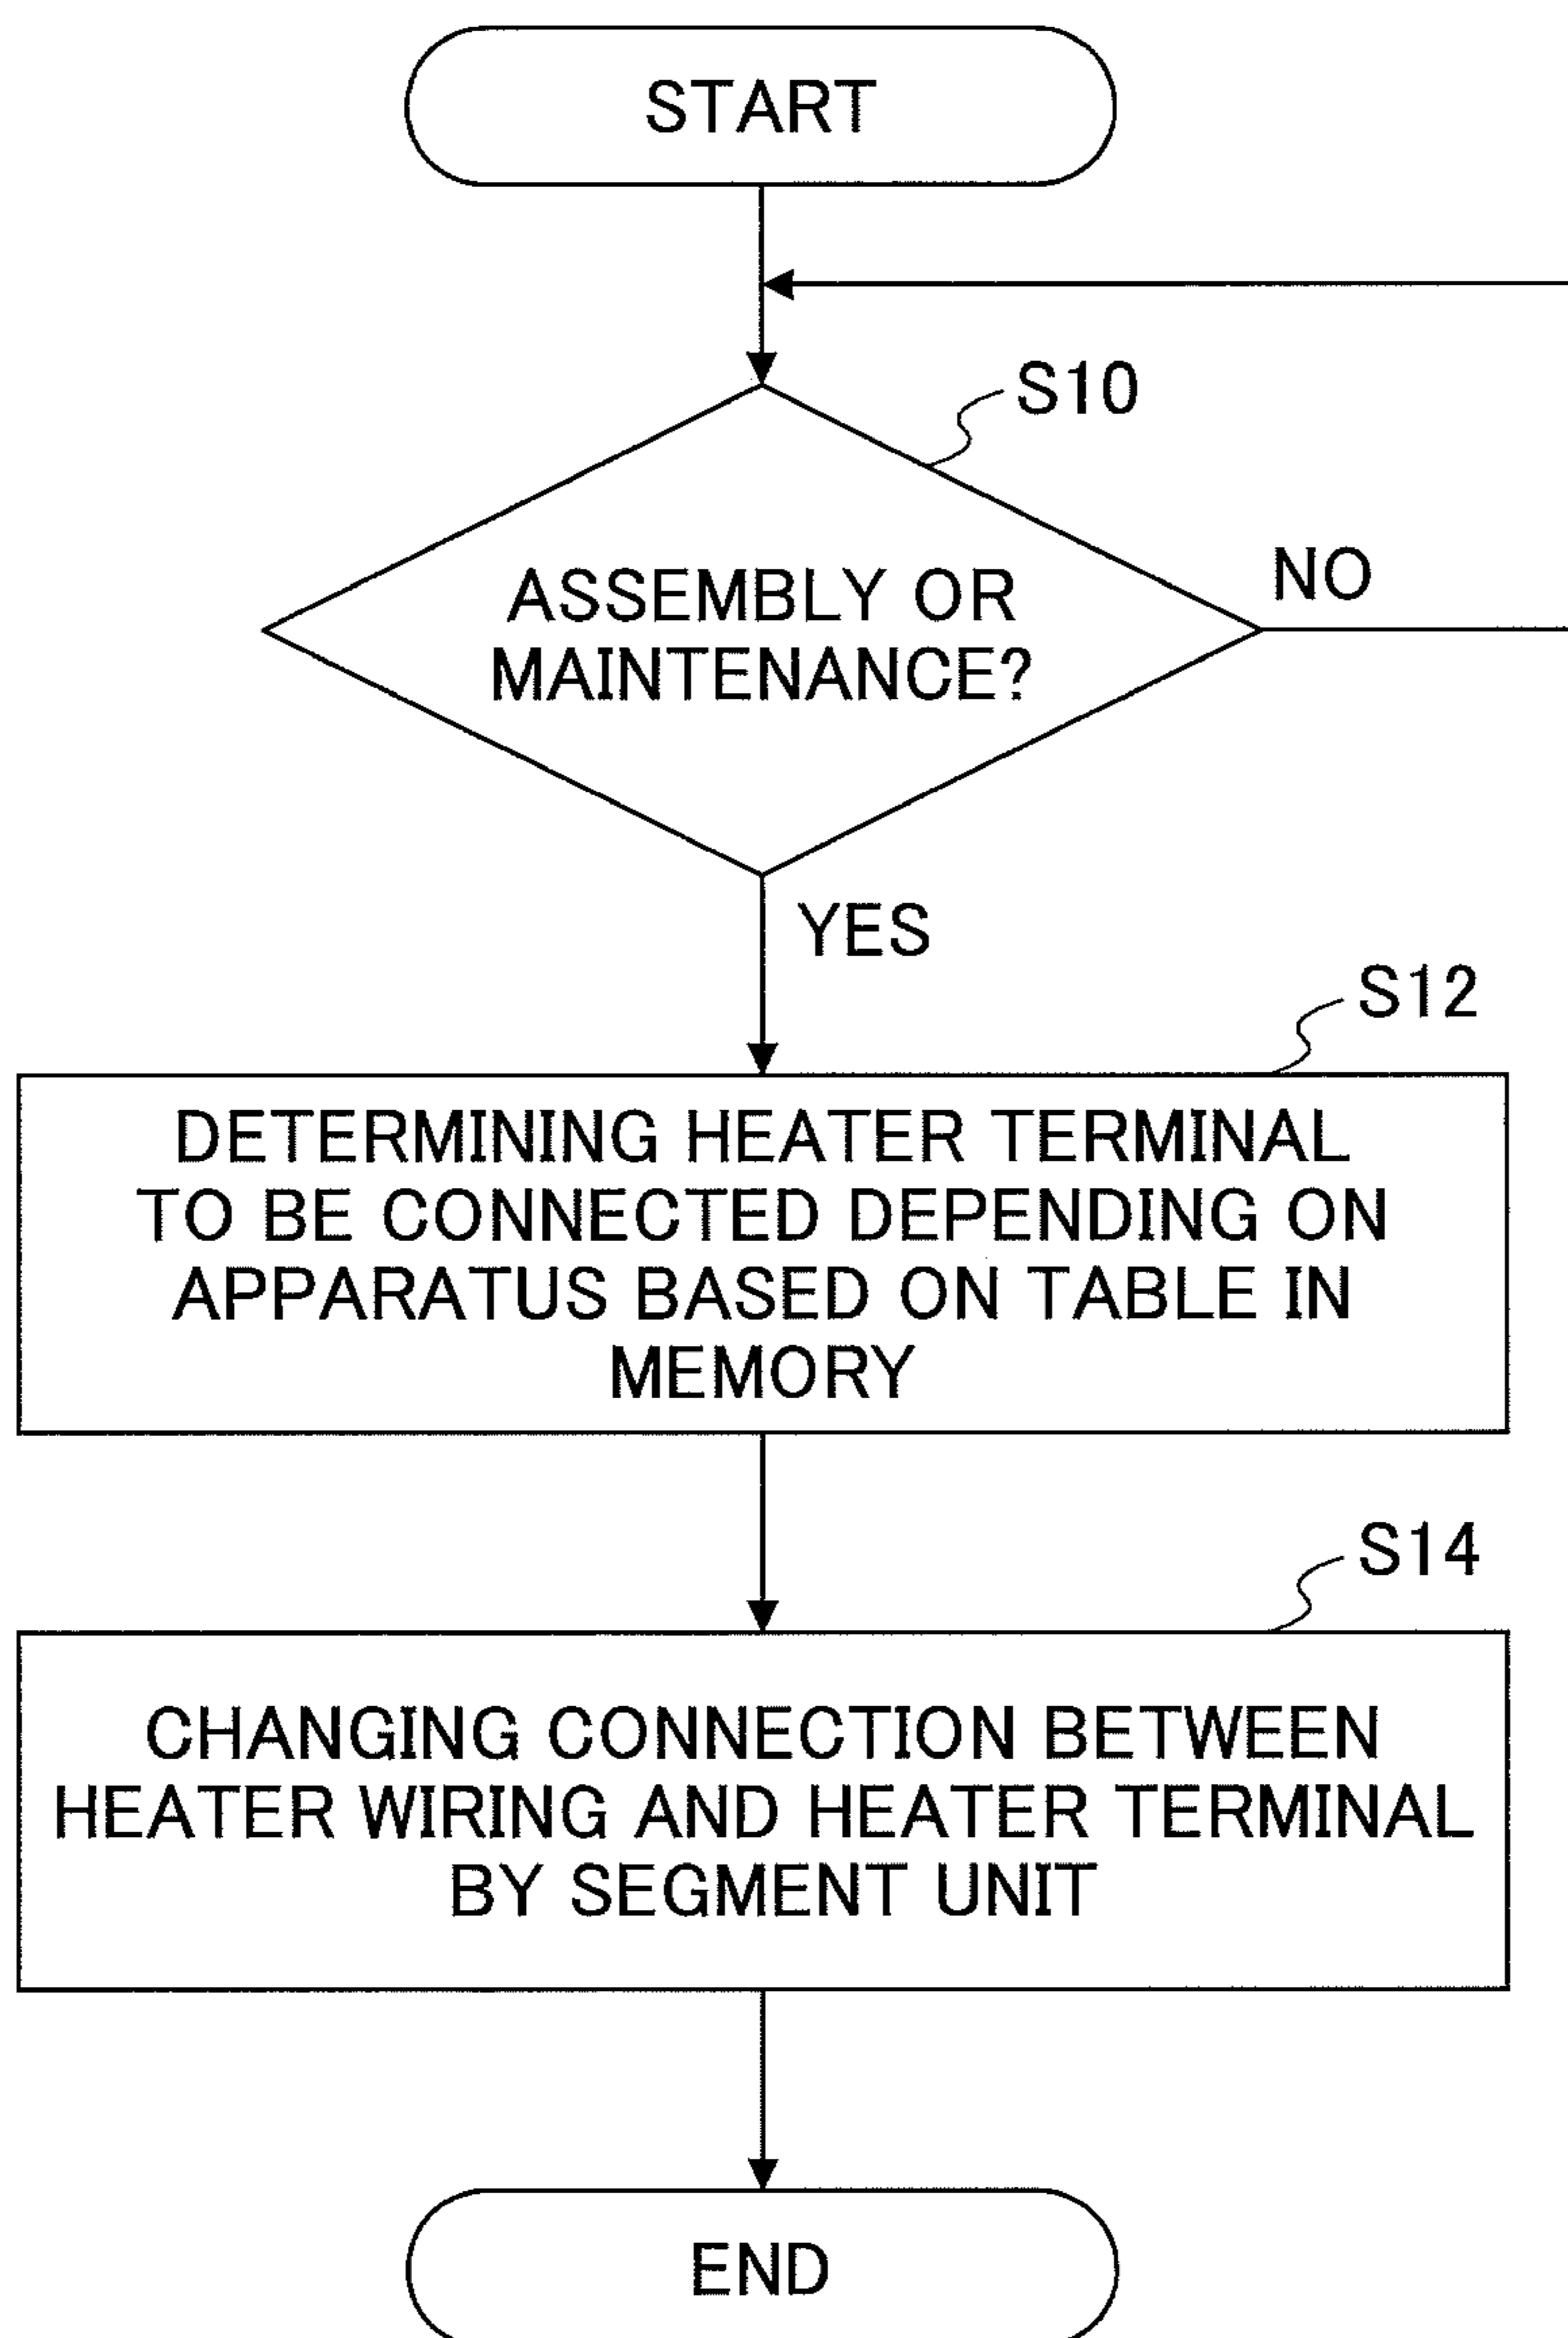 START
S10
ASSEMBLY OR
MAINTENANCE?
NO
YES
S12
DETERMINING HEATER TERMINAL
TO BE CONNECTED DEPENDING ON
APPARATUS BASED ON TABLE IN
MEMORY
S14
CHANGING CONNECTION BETWEEN
HEATER WIRING AND HEATER TERMINAL
BY SEGMENT UNIT
END